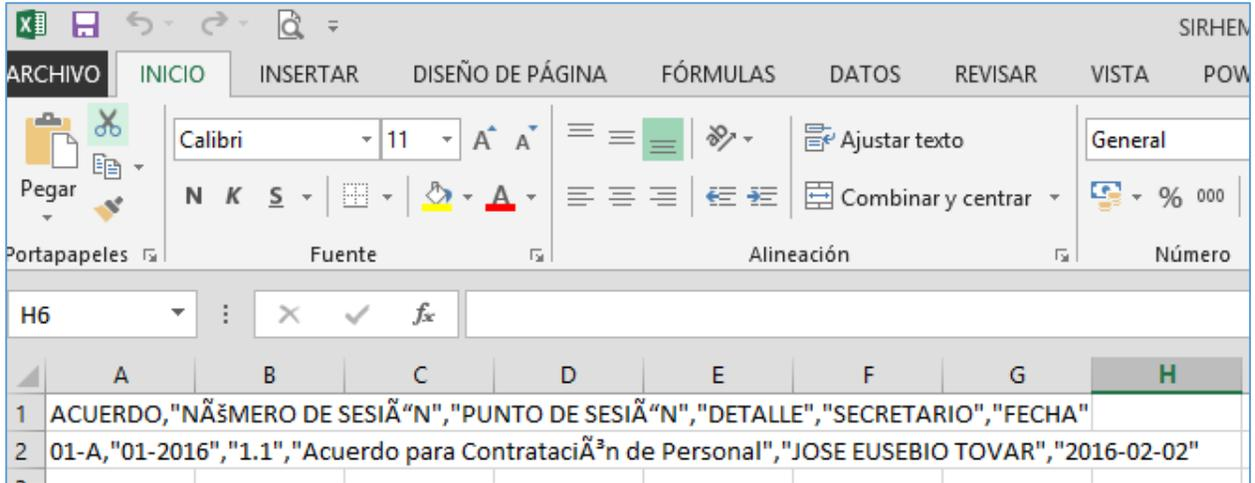 SIRHEM
ARCHIVO INICIO INSERTAR DISEÑO DE PÁGINA FÓRMULAS DATOS REVISAR VISTA POW
Calibri 11 A A Ajustar texto General
Pegar N K S A Combinar y centrar % 000
Portapapeles Fuente Alineación Número
H6 fx
A B C D E F G H
1 ACUERDO,"NÃšMERO DE SESIÃ“N","PUNTO DE SESIÃ“N","DETALLE","SECRETARIO","FECHA"
2 01-A,"01-2016","1.1","Acuerdo para ContrataciÃ³n de Personal","JOSE EUSEBIO TOVAR","2016-02-02"